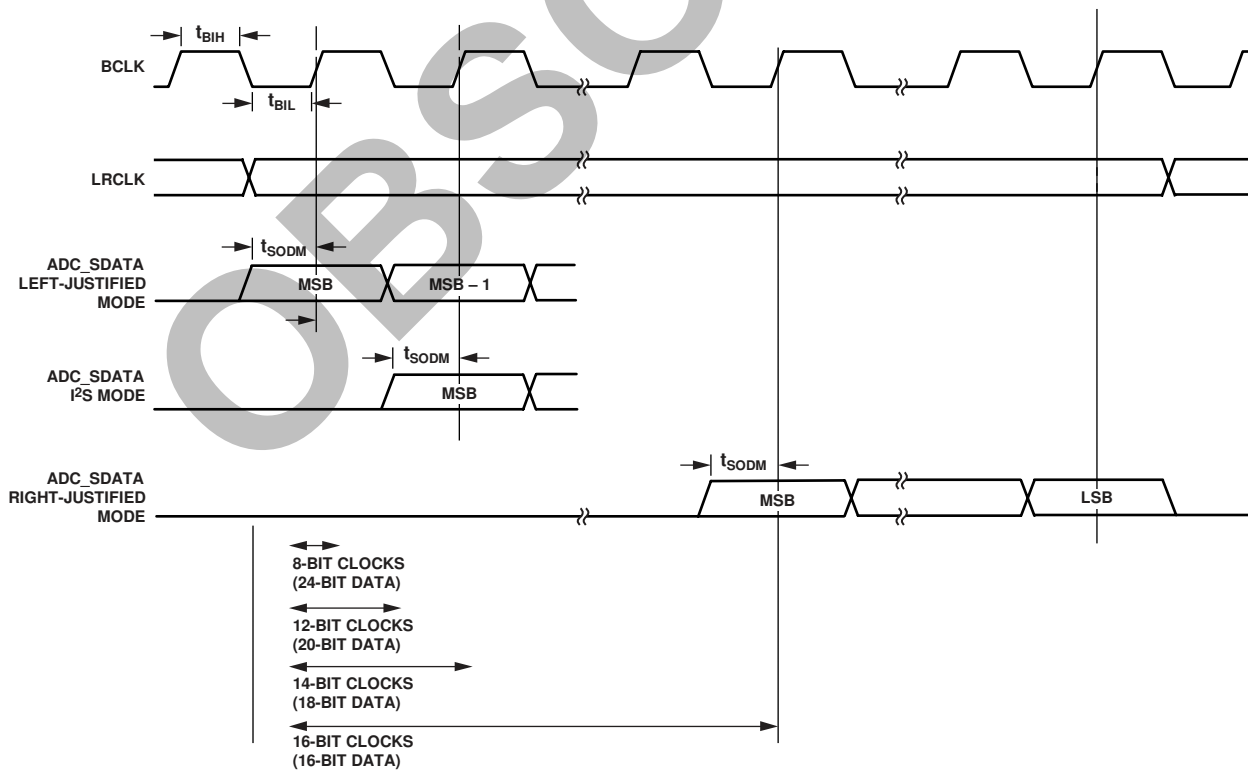 tBIH
BCLK
tBIL
LRCLK
tSODM
ADC_SDATA
LEFT-JUSTIFIED
MODE
MSB
MSB – 1
tSODM
ADC_SDATA
I2S MODE
MSB
tSODM
ADC_SDATA
RIGHT-JUSTIFIED
MODE
MSB
LSB
8-BIT CLOCKS
(24-BIT DATA)
12-BIT CLOCKS
(20-BIT DATA)
14-BIT CLOCKS
(18-BIT DATA)
16-BIT CLOCKS
(16-BIT DATA)
OBSO